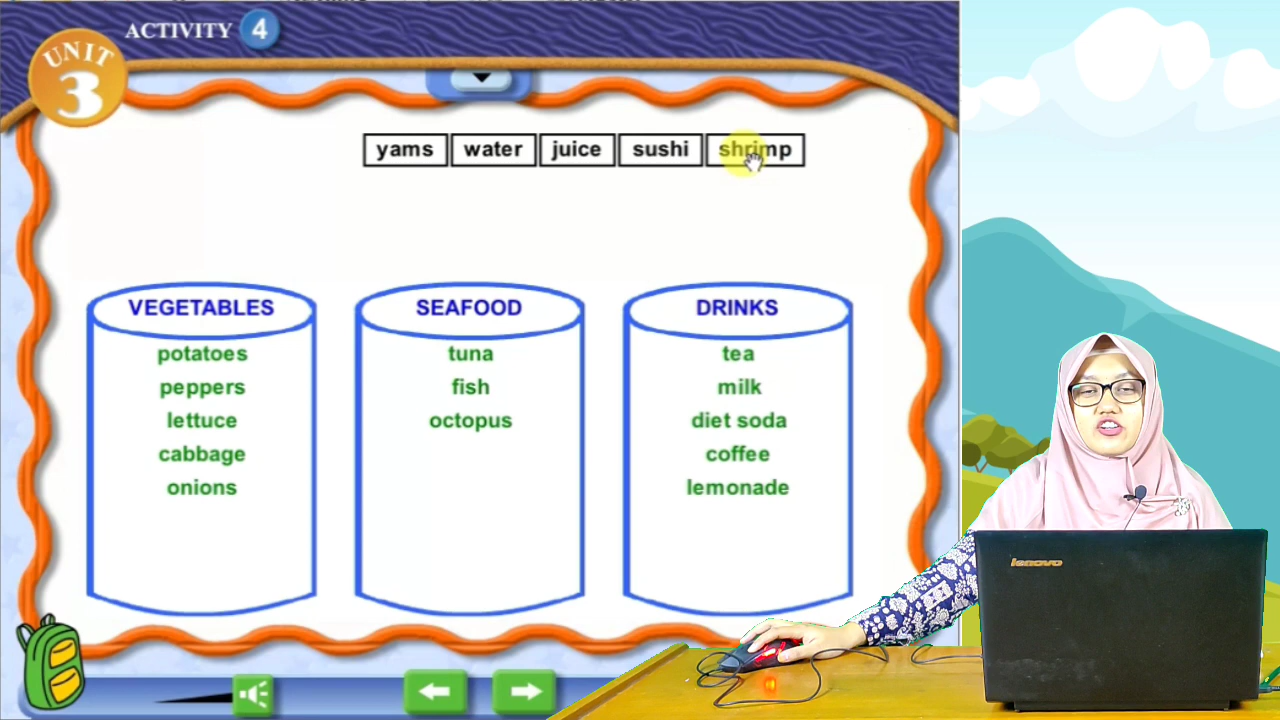 ACTIVITY 4
UNIT
3
yams water juice sushi shrimp
VEGETABLES
potatoes
peppers
lettuce
cabbage
onions
SEAFOOD
tuna
fish
octopus
DRINKS
tea
milk
diet soda
coffee
lemonade
lenovo